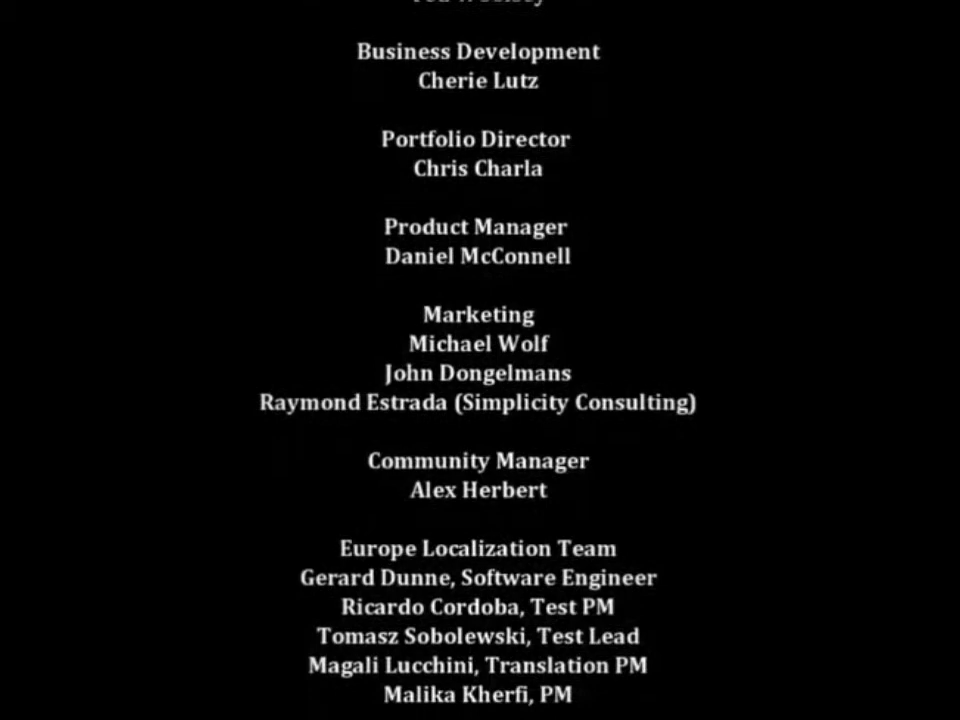 Business Development
Cherie Lutz
Portfolio Director
Chris Charla
Product Manager
Daniel McConnell
Marketing
Michael Wolf
John Dongelmans
Raymond Estrada (Simplicity Consulting)
Community Manager
Alex Herbert
Europe Localization Team
Gerard Dunne, Software Engineer
Ricardo Cordoba, Test PM
Tomasz Sobolewski, Test Lead
Magali Lucchini, Translation PM
Malika Kherfi, PM